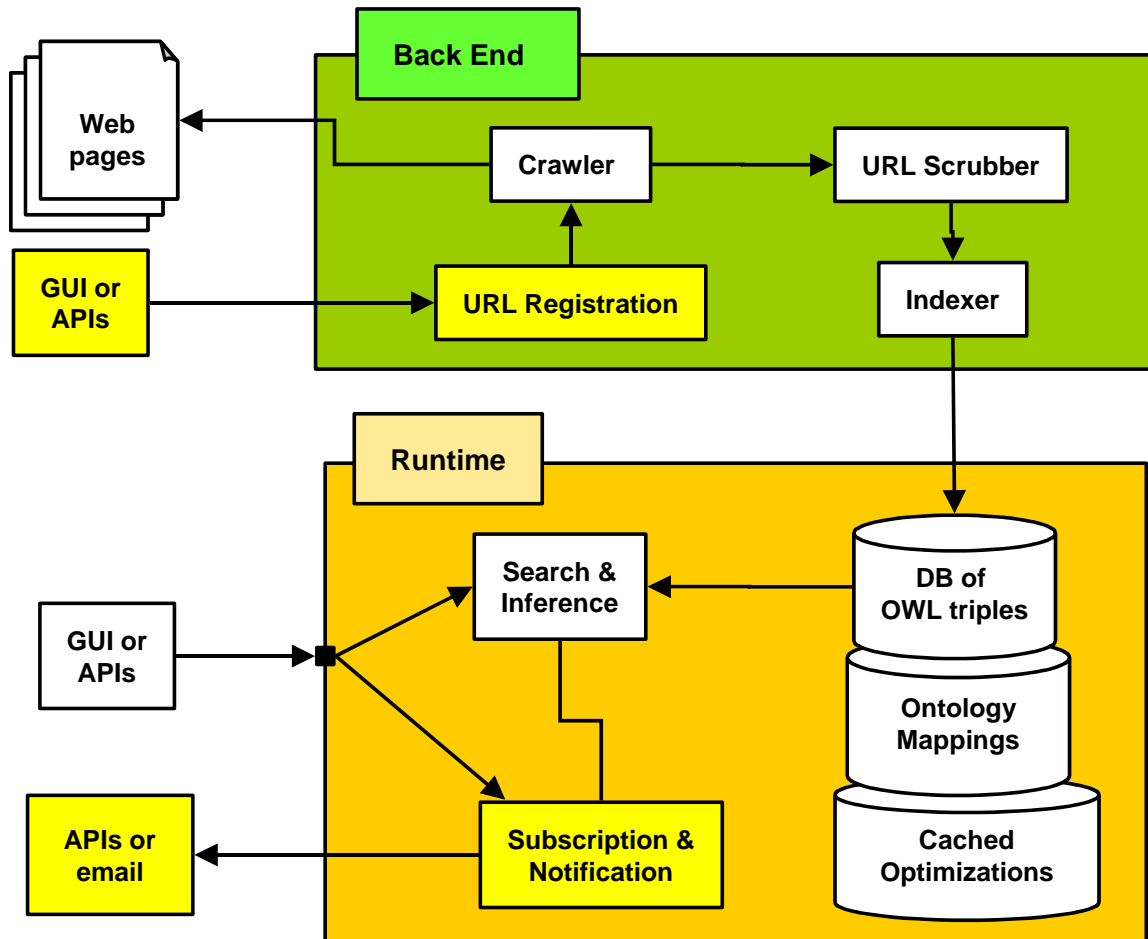 Back End
Web
pages
Crawler
URL Scrubber
GUI or
APIs
URL Registration
Indexer
Runtime
Search &
Inference
DB of
OWL triples
GUI or
APIs
Ontology
Mappings
APIs or
email
Subscription &
Notification
Cached
Optimizations